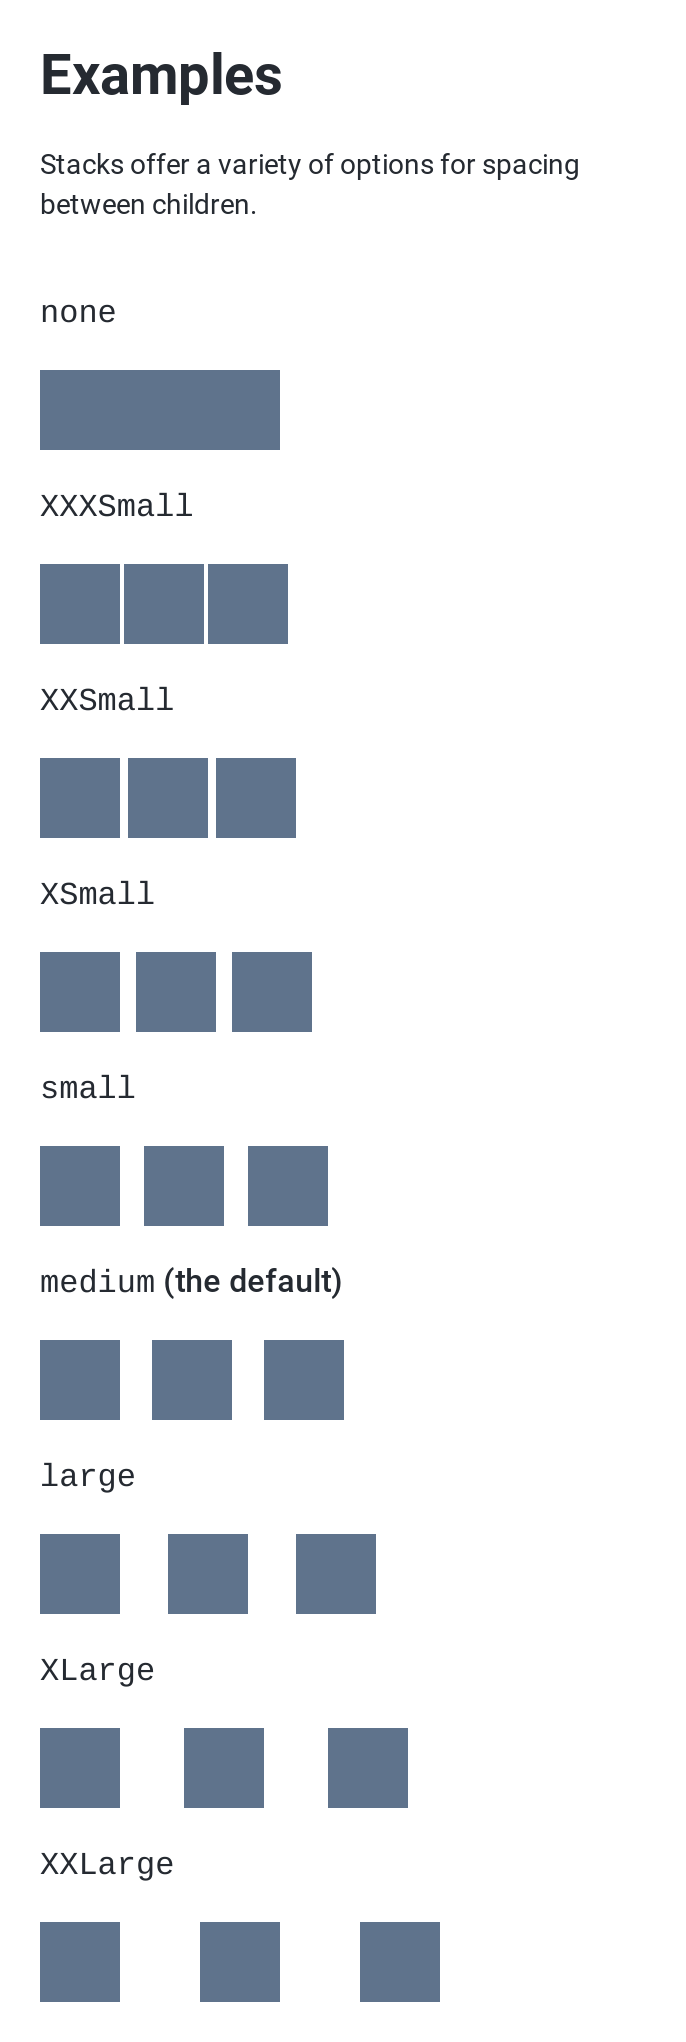 Examples
Stacks offer a variety of options for spacing
between children.
none
XXXSmall
XXSmall
XSmall
small
medium (the default)
large
XLarge
XXLarge